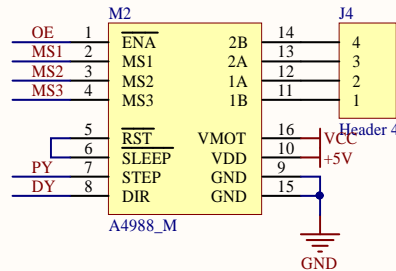 M2 J4
OE 1 ENA 2B 14 4
MS1 2 MS1 2A 13 3
MS2 3 MS2 1A 12 2
MS3 4 MS3 1B 11 1
Header 4
5 RST VMOT 16 VCC
6 SLEEP VDD 10 +5V
PY 7 STEP GND 9
DY 8 DIR GND 15
A4988_M
GND